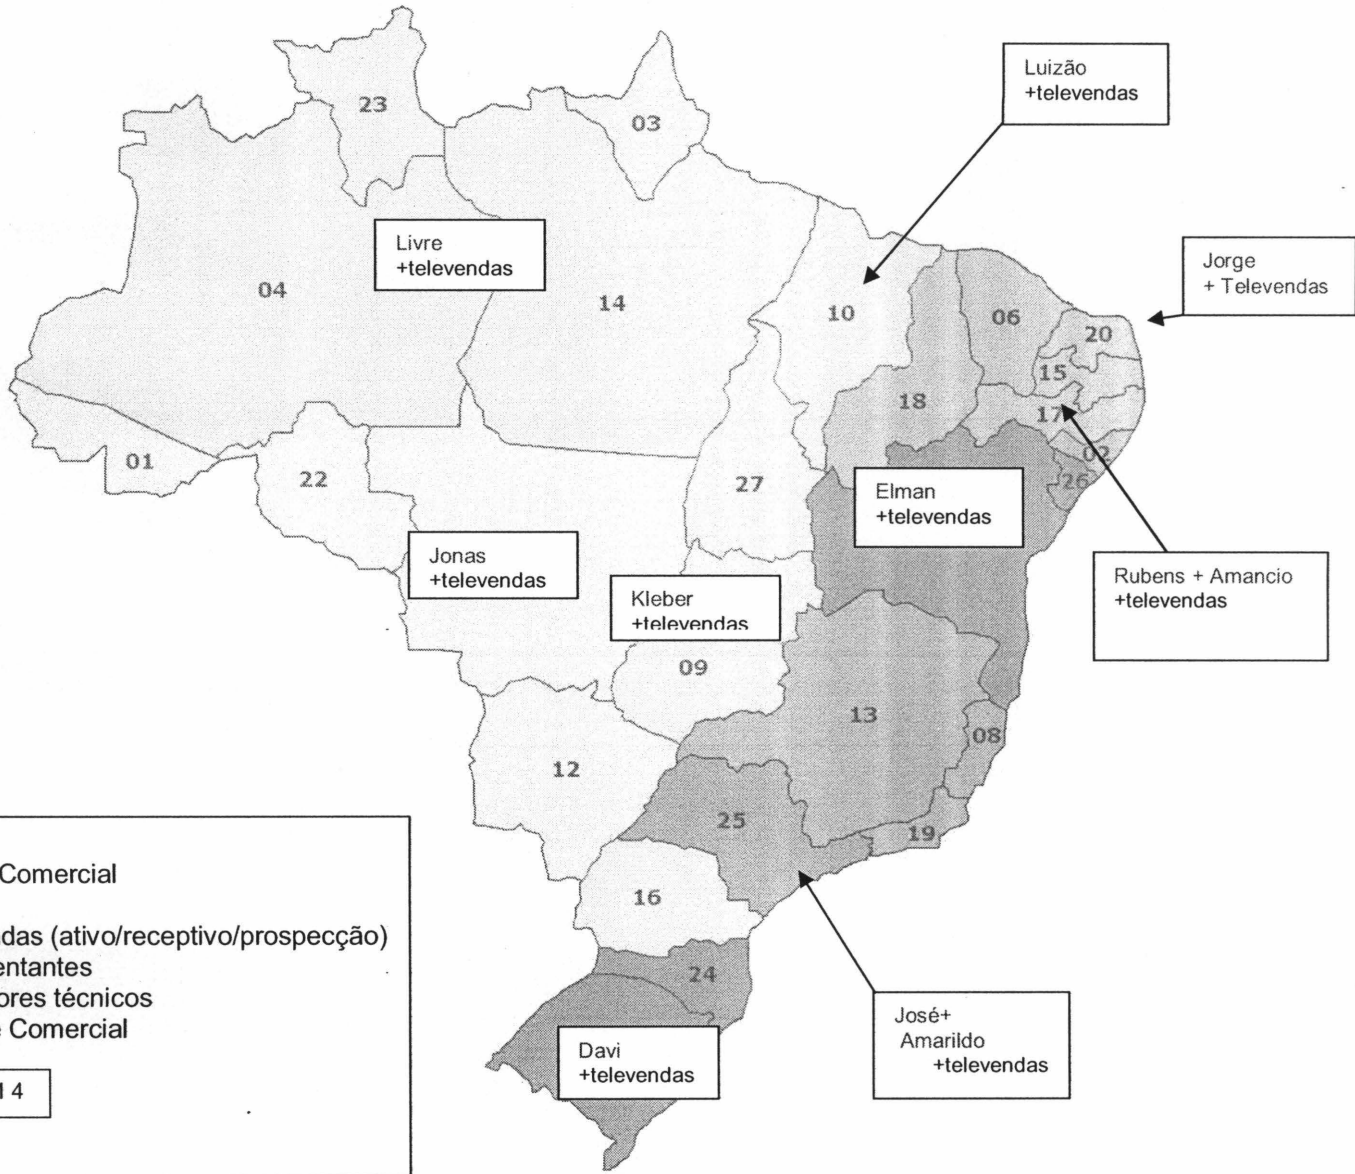 Luizão
+televendas
23
03
Livre
+televendas
Jorge
+ Televendas
04
14
10
06
20
15
18
17
02
01
22
27
26
Elman
+televendas
Jonas
+televendas
Kleber
+televendas
Rubens + Amancio
+televendas
09
13
08
12
25
19
16
24
Comercial
das (ativo/receptivo/prospecção)
entantes
ores técnicos
Comercial
4
José+
Amarildo
+televendas
Davi
+televendas